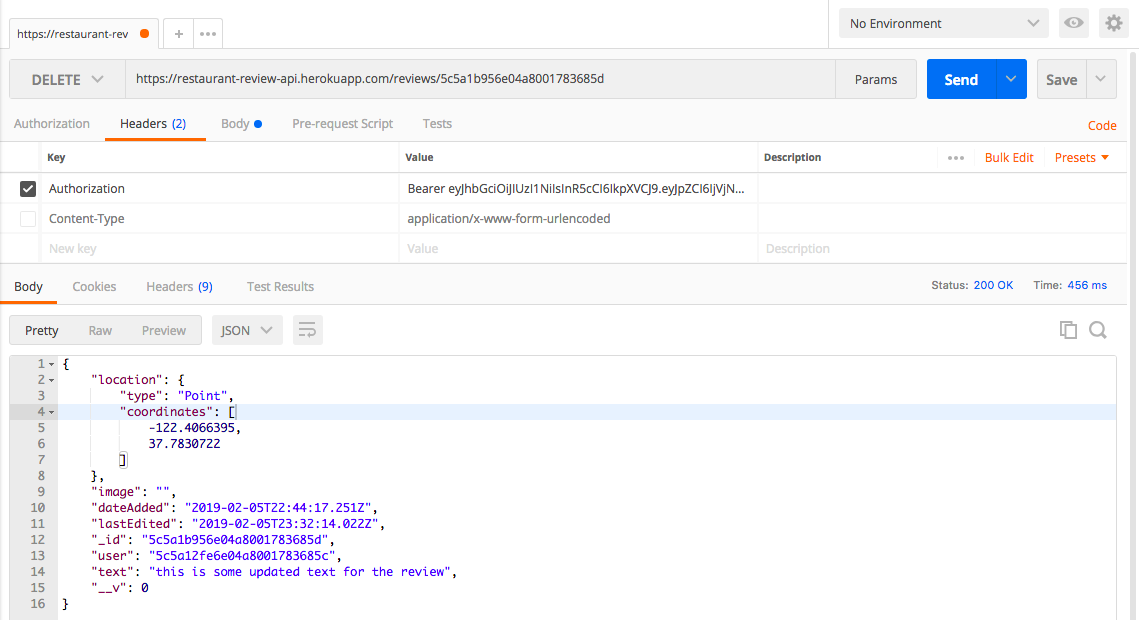 https://restaurant-rev
No Environment
DELETE https://restaurant-review-api.herokuapp.com/reviews/5c5a1b956e04a8001783685d Params Send Save
Authorization Headers (2) Body Pre-request Script Tests Code
Key Value Description Bulk Edit Presets
Authorization Bearer eyJhbGciOiJIUzI1NiIsInR5cCI6IkpXVCJ9.eyJpZCI6IjVjN...
Content-Type application/x-www-form-urlencoded
New key Value Description
Body Cookies Headers (9) Test Results Status: 200 OK Time: 456 ms
Pretty Raw Preview JSON
1 {
2 "location": {
3 "type": "Point",
4 "coordinates": [
5 -122.4066395,
6 37.7830722
7 ]
8 },
9 "image": "",
10 "dateAdded": "2019-02-05T22:44:17.251Z",
11 "lastEdited": "2019-02-05T23:32:14.022Z",
12 "_id": "5c5a1b956e04a8001783685d",
13 "user": "5c5a12fe6e04a8001783685c",
14 "text": "this is some updated text for the review",
15 "__v": 0
16 }